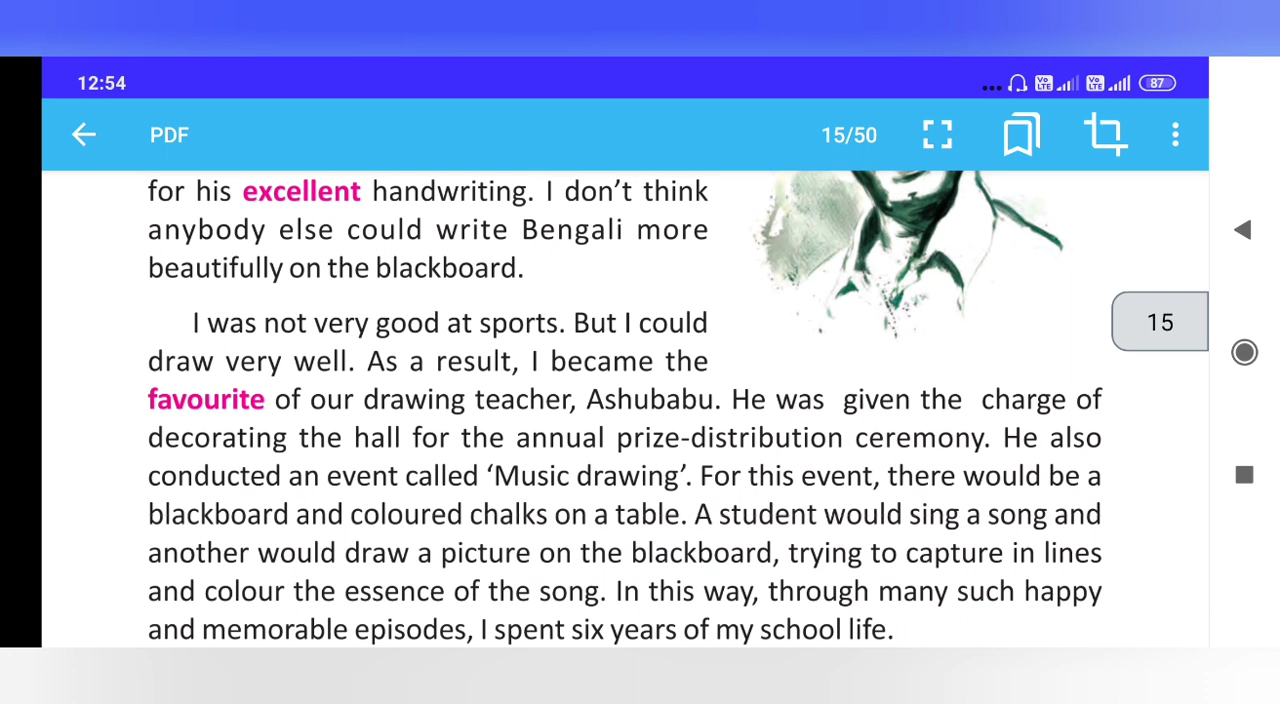 12:54
Vo LTE Vo LTE 87
PDF 15/50
for his excellent handwriting. I don’t think
anybody else could write Bengali more
beautifully on the blackboard.
15
I was not very good at sports. But I could
draw very well. As a result, I became the
favourite of our drawing teacher, Ashubabu. He was given the charge of
decorating the hall for the annual prize-distribution ceremony. He also
conducted an event called ‘Music drawing’. For this event, there would be a
blackboard and coloured chalks on a table. A student would sing a song and
another would draw a picture on the blackboard, trying to capture in lines
and colour the essence of the song. In this way, through many such happy
and memorable episodes, I spent six years of my school life.